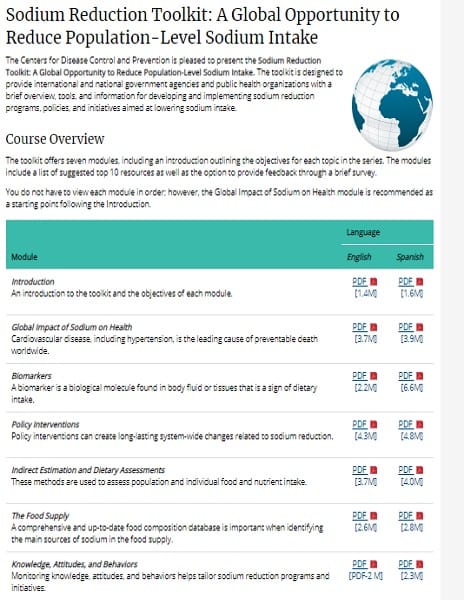 Sodium Reduction Toolkit: A Global Opportunity to
Reduce Population-Level Sodium Intake
The Centers for Disease Control and Prevention is pleased to present the Sodium Reduction
Toolkit: A Global Opportunity to Reduce Population-Level Sodium Intake. The toolkit is designed to
provide international and national government agencies and public health organizations with a
brief overview, tools, and information for developing and implementing sodium reduction
programs, policies, and initiatives aimed at lowering sodium intake.
Course Overview
The toolkit offers seven modules, including an introduction outlining the objectives for each topic in the series. The modules
include a list of suggested top 10 resources as well as the option to provide feedback through a brief survey.
You do not have to view each module in order; however, the Global Impact of Sodium on Health module is recommended as
a starting point following the Introduction.
Language
Module English Spanish
Introduction PDF PDF
An introduction to the toolkit and the objectives of each module. [1.4M] [1.6M]
Global Impact of Sodium on Health PDF PDF
Cardiovascular disease, including hypertension, is the leading cause of preventable death [3.7M] [3.9M]
worldwide.
Biomarkers PDF PDF
A biomarker is a biological molecule found in body fluid or tissues that is a sign of dietary [2.2M] [6.6M]
intake.
Policy Interventions PDF PDF
Policy interventions can create long-lasting system-wide changes related to sodium reduction. [4.3M] [4.8M]
Indirect Estimation and Dietary Assessments PDF PDF
These methods are used to assess population and individual food and nutrient intake. [3.7M] [4.0M]
The Food Supply PDF PDF
A comprehensive and up-to-date food composition database is important when identifying [2.6M] [2.8M]
the main sources of sodium in the food supply.
Knowledge, Attitudes, and Behaviors PDF PDF
Monitoring knowledge, attitudes, and behaviors helps tailor sodium reduction programs and [PDF-2 M] [2.3M]
initiatives.